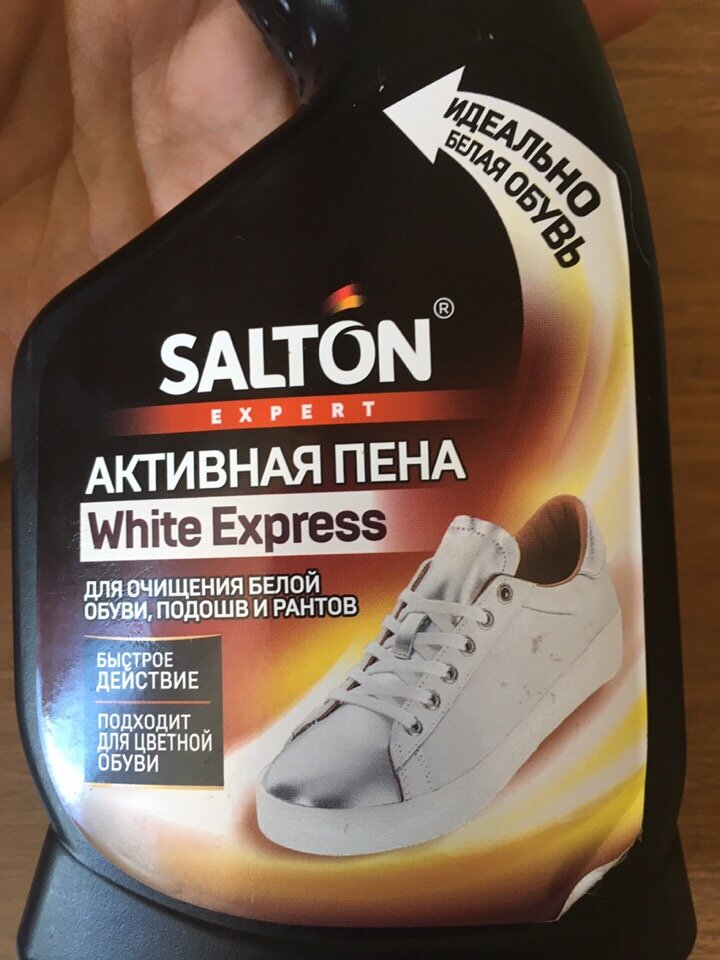 ИДЕАЛЬНО
БЕЛАЯ ОБУВЬ
SALTON®
EXPERT
АКТИВНАЯ ПЕНА
White Express
ДЛЯ ОЧИЩЕНИЯ БЕЛОЙ
ОБУВИ, ПОДОШВ И РАНТОВ
БЫСТРОЕ
ДЕЙСТВИЕ
ПОДХОДИТ
ДЛЯ ЦВЕТНОЙ
ОБУВИ